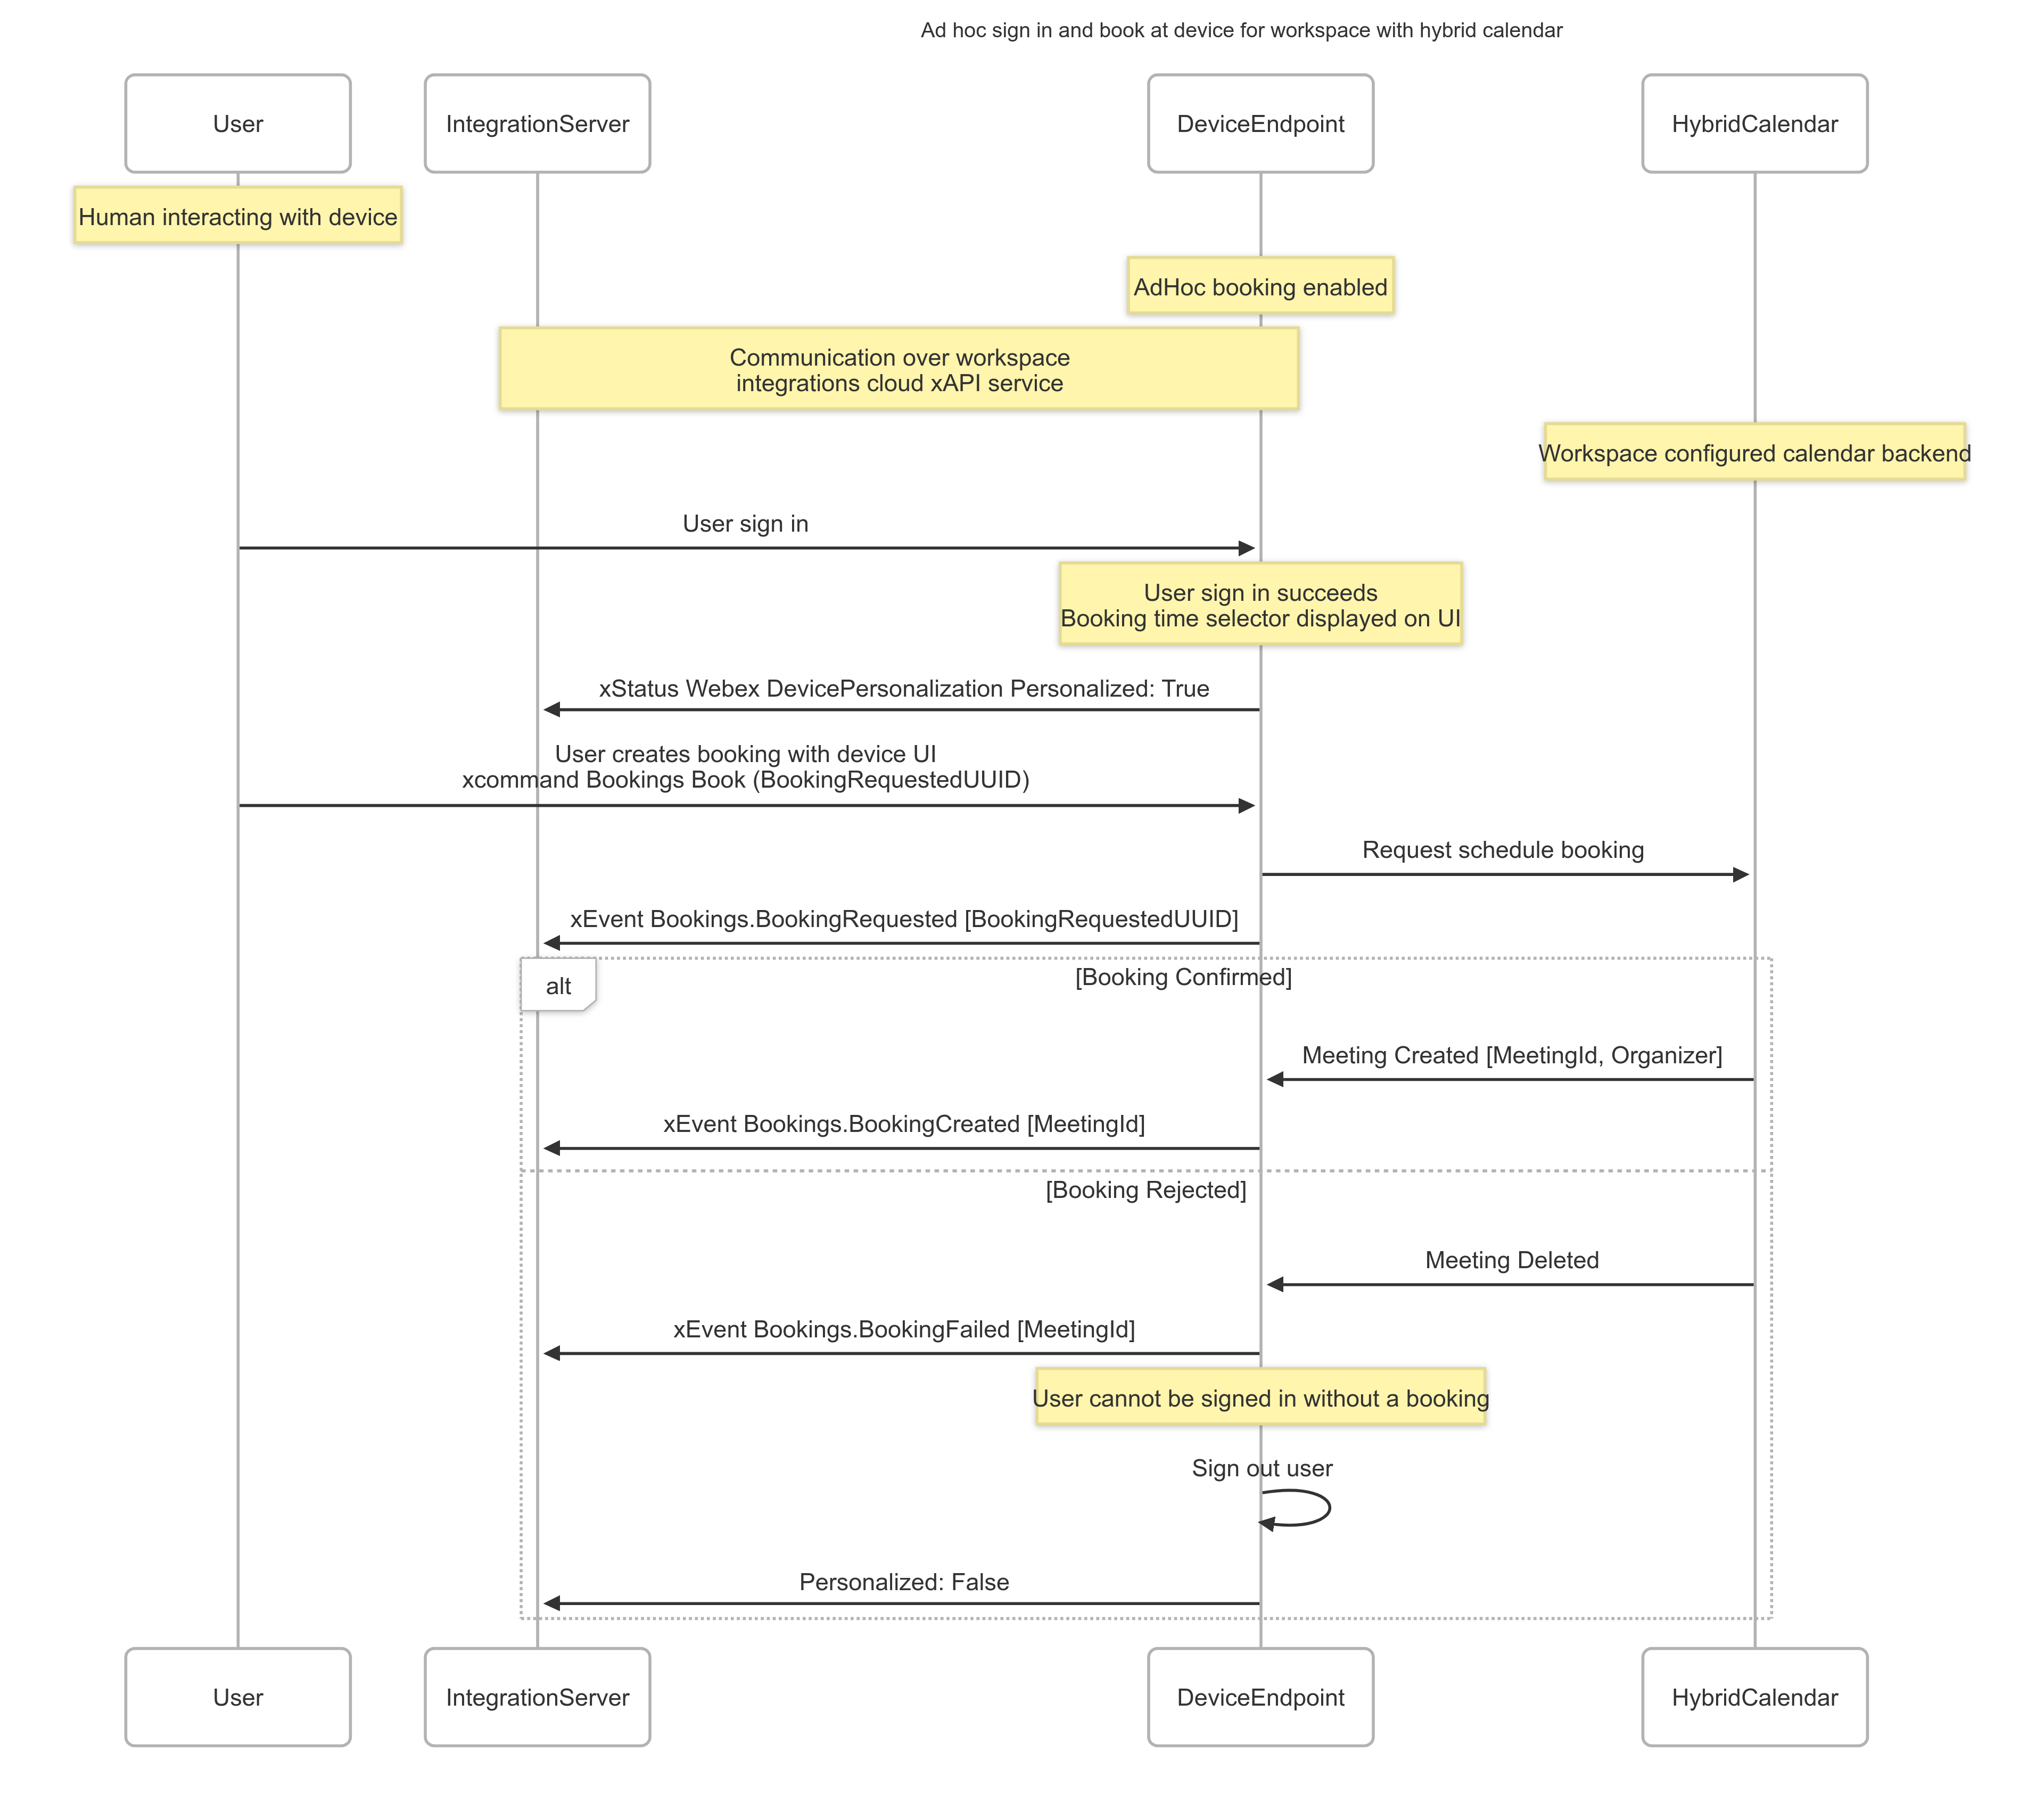 Ad hoc sign in and book at device for workspace with hybrid calendar
User
IntegrationServer
DeviceEndpoint
HybridCalendar
Human interacting with device
AdHoc booking enabled
Communication over workspace
integrations cloud xAPI service
Workspace configured calendar backend
User sign in
User sign in succeeds
Booking time selector displayed on UI
xStatus Webex DevicePersonalization Personalized: True
User creates booking with device UI
xcommand Bookings Book (BookingRequestedUUID)
Request schedule booking
xEvent Bookings.BookingRequested [BookingRequestedUUID]
alt
[Booking Confirmed]
Meeting Created [MeetingId, Organizer]
xEvent Bookings.BookingCreated [MeetingId]
[Booking Rejected]
Meeting Deleted
xEvent Bookings.BookingFailed [MeetingId]
User cannot be signed in without a booking
Sign out user
Personalized: False
User
IntegrationServer
DeviceEndpoint
HybridCalendar